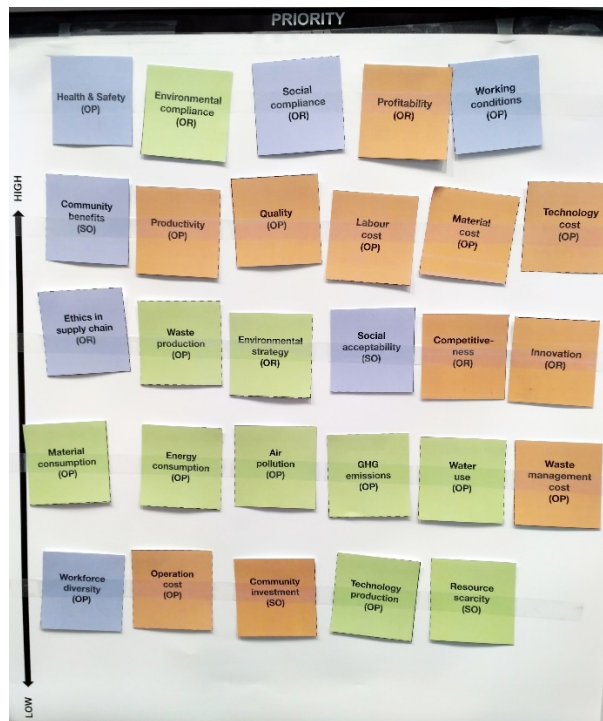 PRIORITY
HIGH
Health & Safety
(OP)
Environmental
compliance
(OR)
Social
compliance
(OR)
Profitability
(OR)
Working
conditions
(OP)
Community
benefits
(SO)
Productivity
(OP)
Quality
(OP)
Labour
cost
(OP)
Material
cost
(OP)
Technology
cost
(OP)
Ethics in
supply chain
(OR)
Waste
production
(OP)
Environmental
strategy
(OR)
Social
acceptability
(SO)
Competitive-
ness
(OR)
Innovation
(OR)
Material
consumption
(OP)
Energy
consumption
(OP)
Air
pollution
(OP)
GHG
emissions
(OP)
Water
use
(OP)
Waste
management
cost
(OP)
Workforce
diversity
(OP)
Operation
cost
(OP)
Community
investment
(SO)
Technology
production
(OP)
Resource
scarcity
(SO)
LOW